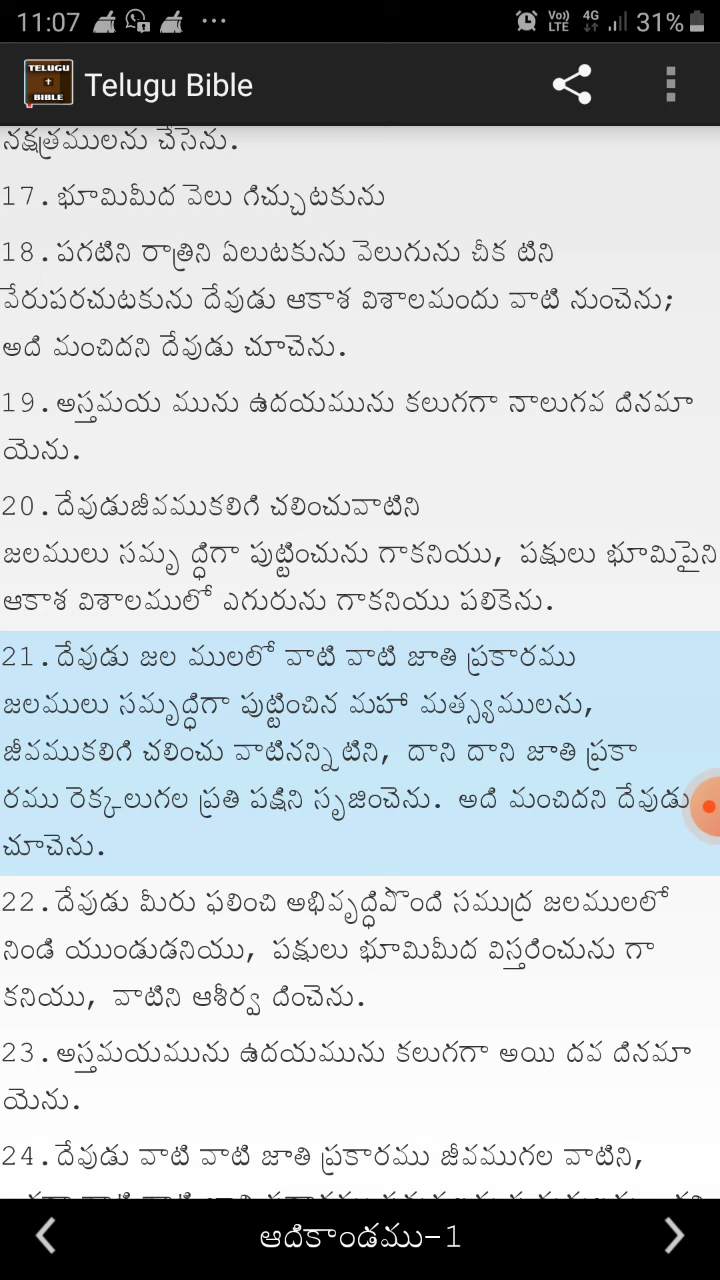 11:07 ... Vo)) LTE 4G 31%
TELUGU BIBLE Telugu Bible
నక్షత్రములను చేసెను.
17.భూమిమీద వెలు గిచ్చుటకును
18.పగటిని రాత్రిని ఏలుటకును వెలుగును చీక టిని
వేరుపరచుటకును దేవుడు ఆకాశ విశాలమందు వాటి నుంచెను;
అది మంచిదని దేవుడు చూచెను.
19.అస్తమయ మును ఉదయమును కలుగగా నాలుగవ దినమా
యెను.
20.దేవుడుజీవముకలిగి చలించువాటిని
జలములు సమృ ద్ధిగా పుట్టించును గాకనియు, పక్షులు భూమిపైని
ఆకాశ విశాలములో ఎగురును గాకనియు పలికెను.
21.దేవుడు జల ములలో వాటి వాటి జాతి ప్రకారము
జలములు సమృద్ధిగా పుట్టించిన మహా మత్స్యములను,
జీవముకలిగి చలించు వాటినన్ని టిని, దాని దాని జాతి ప్రకా
రము రెక్కలుగల ప్రతి పక్షిని సృజించెను. అది మంచిదని దేవుడు
చూచెను.
22.దేవుడు మీరు ఫలించి అభివృద్ధిపొంది సముద్ర జలములలో
నిండి యుండుడనియు, పక్షులు భూమిమీద విస్తరించును గా
కనియు, వాటిని ఆశీర్వ దించెను.
23.అస్తమయమును ఉదయమును కలుగగా అయి దవ దినమా
యెను.
24.దేవుడు వాటి వాటి జాతి ప్రకారము జీవముగల వాటిని,
ఆదికాండము-1